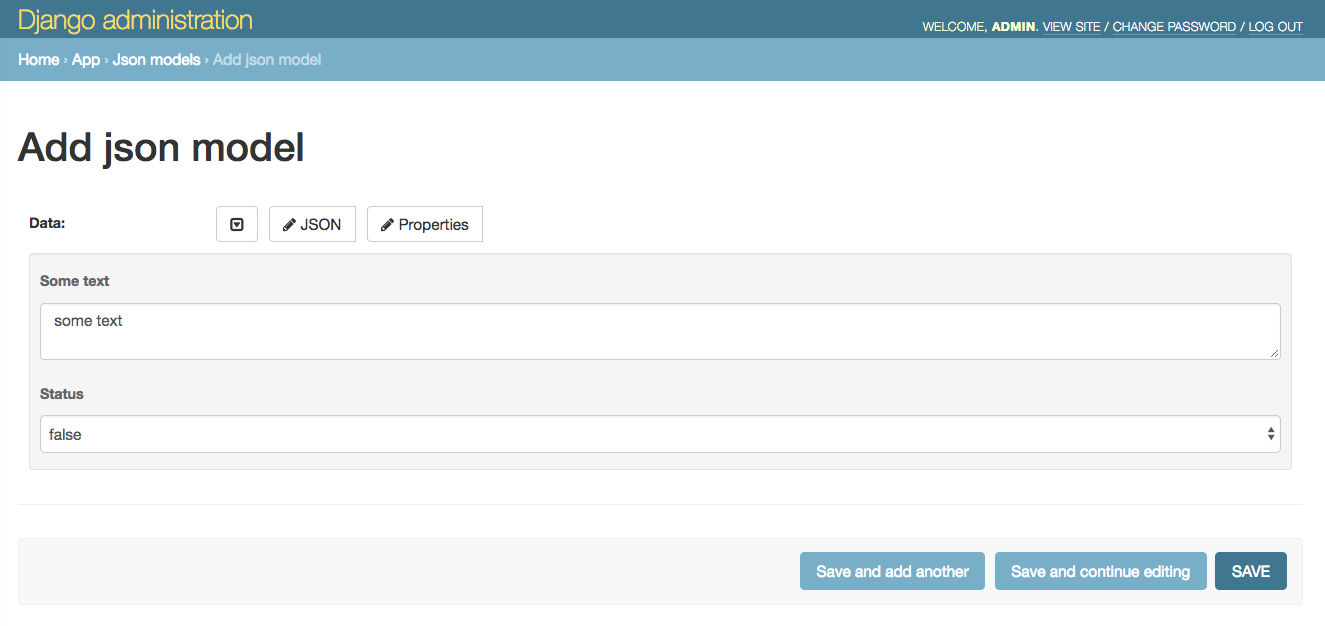 Django administration
WELCOME, ADMIN. VIEW SITE / CHANGE PASSWORD / LOG OUT
Home › App › Json models › Add json model
Add json model
Data:
JSON
Properties
Some text
some text
Status
false
Save and add another
Save and continue editing
SAVE